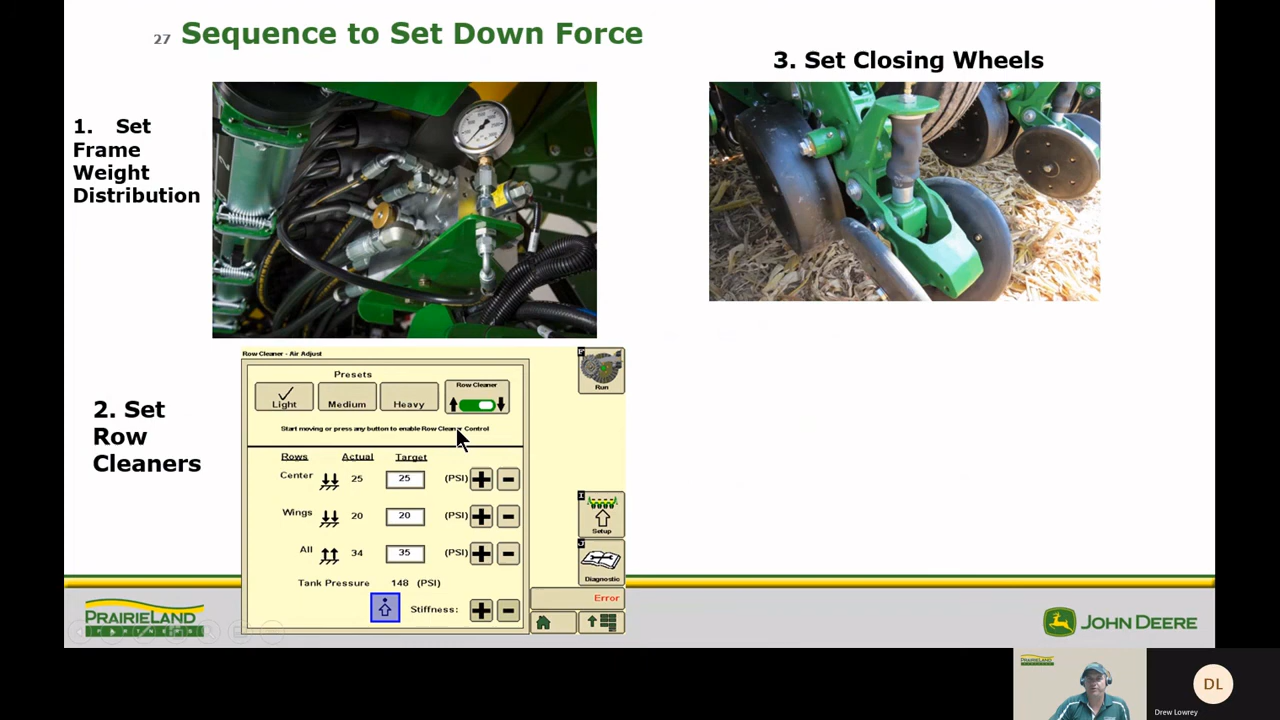 27 Sequence to Set Down Force
3. Set Closing Wheels
1. Set
Frame
Weight
Distribution
2. Set
Row
Cleaners
Row Cleaner - Air Adjust
Presets
Light
Medium
Heavy
Row Cleaner
Start moving or press any button to enable Row Cleaner Control
Rows Actual Target
Center 25 25 (PSI) + -
Wings 20 20 (PSI) + -
All 34 35 (PSI) + -
Tank Pressure 148 (PSI)
Stiffness: + -
Run
Setup
Diagnostic
Error
PRAIRIELAND
JOHN DEERE
PRAIRIELAND
DL
Drew Lowrey